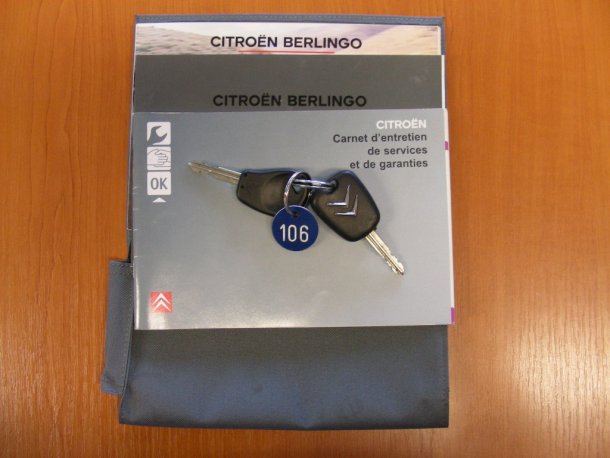 CITROËN BERLINGO
CITROËN BERLINGO
CITROËN
Carnet d'entretien
de services
et de garanties
OK
106